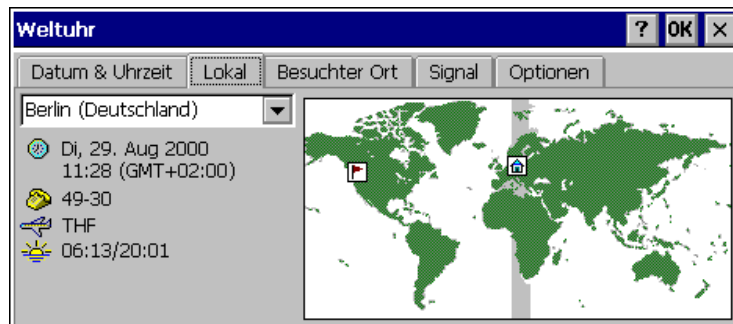 Weltuhr ? OK ×
Datum & Uhrzeit Lokal Besuchter Ort Signal Optionen
Berlin (Deutschland)
Di, 29. Aug 2000
11:28 (GMT+02:00)
49-30
THF
06:13/20:01